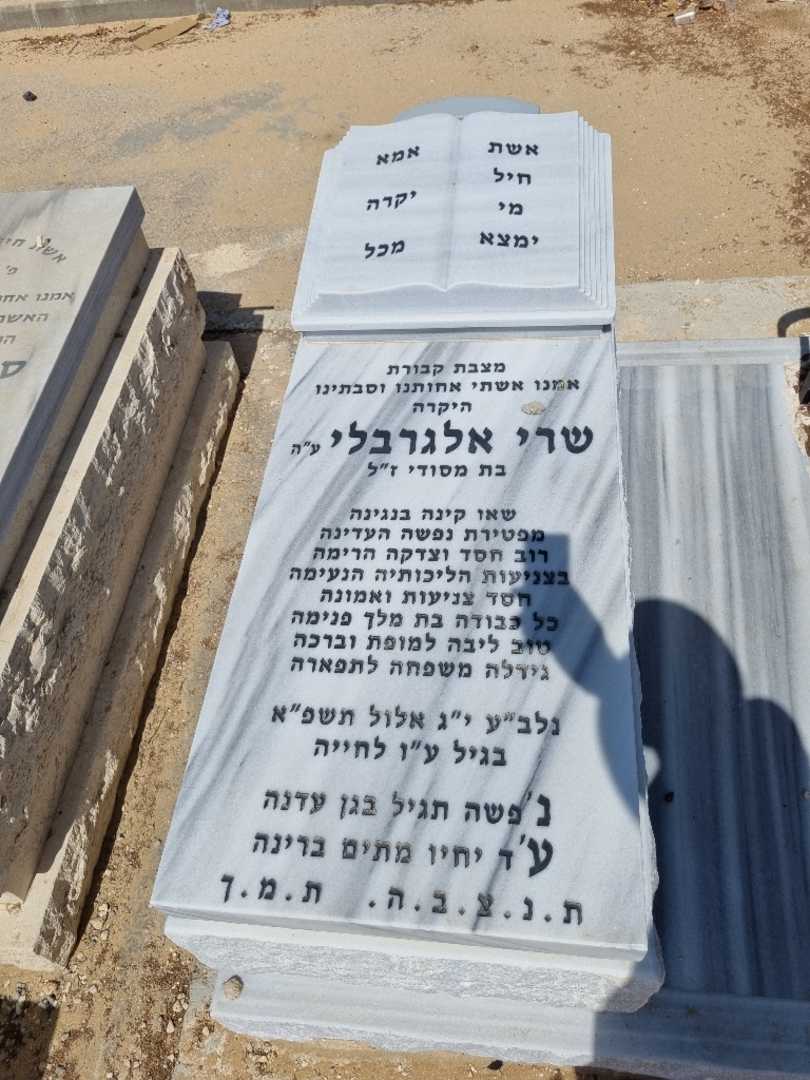 אשת
חיל
מי
ימצא
אמא
יקרה
מכל
מצבת קבורת
אמנו אשתי אחותנו וסבתינו
היקרה
שרי אלגרבלי ע"ה
בת מסודי ז"ל
שאו קינה בנגינה
מפטירת נפשה העדינה
רוב חסד וצדקה הרימה
בצניעות הליכותיה הנעימה
חסד צניעות ואמונה
כל כבודה בת מלך פנימה
טוב ליבה למופת וברכה
גידלה משפחה לתפארה
נלב"ע י"ג אלול תשפ"א
בגיל ע"ו לחייה
נ'פשה תגיל בגן עדנה
ע'ד יחיו מתים ברינה
ת.נ.צ.ב.ה. ת.מ.ך
אשת
פ'
אמנו